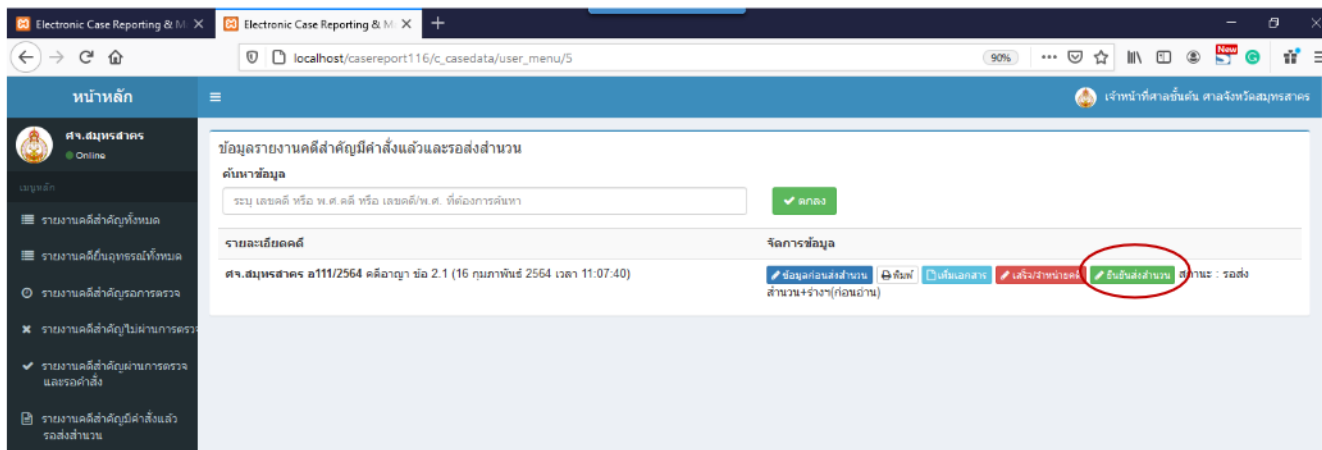 Electronic Case Reporting & M
Electronic Case Reporting & M
localhost/casereport116/c_casedata/user_menu/5
90%
New
หน้าหลัก
เจ้าหน้าที่ศาลชั้นต้น ศาลจังหวัดสมุทรสาคร
ศจ.สมุทรสาคร
Online
เมนูหลัก
รายงานคดีสำคัญทั้งหมด
รายงานคดียื่นอุทธรณ์ทั้งหมด
รายงานคดีสำคัญรอการตรวจ
รายงานคดีสำคัญไม่ผ่านการตรวจ
รายงานคดีสำคัญผ่านการตรวจ
และรอคำสั่ง
รายงานคดีสำคัญมีคำสั่งแล้ว
รอส่งสำนวน
ข้อมูลรายงานคดีสำคัญมีคำสั่งแล้วและรอส่งสำนวน
ค้นหาข้อมูล
ระบุ เลขคดี หรือ พ.ศ.คดี หรือ เลขคดี/พ.ศ. ที่ต้องการค้นหา
ตกลง
รายละเอียดคดี
จัดการข้อมูล
ศจ.สมุทรสาคร อ111/2564 คดีอาญา ข้อ 2.1 (16 กุมภาพันธ์ 2564 เวลา 11:07:40)
ข้อมูลก่อนส่งสำนวน พิมพ์ เพิ่มเอกสาร เสร็จ/จำหน่ายคดี ยืนยันส่งสำนวน สถานะ : รอส่ง
สำนวน+ร่างฯ(ก่อนอ่าน)